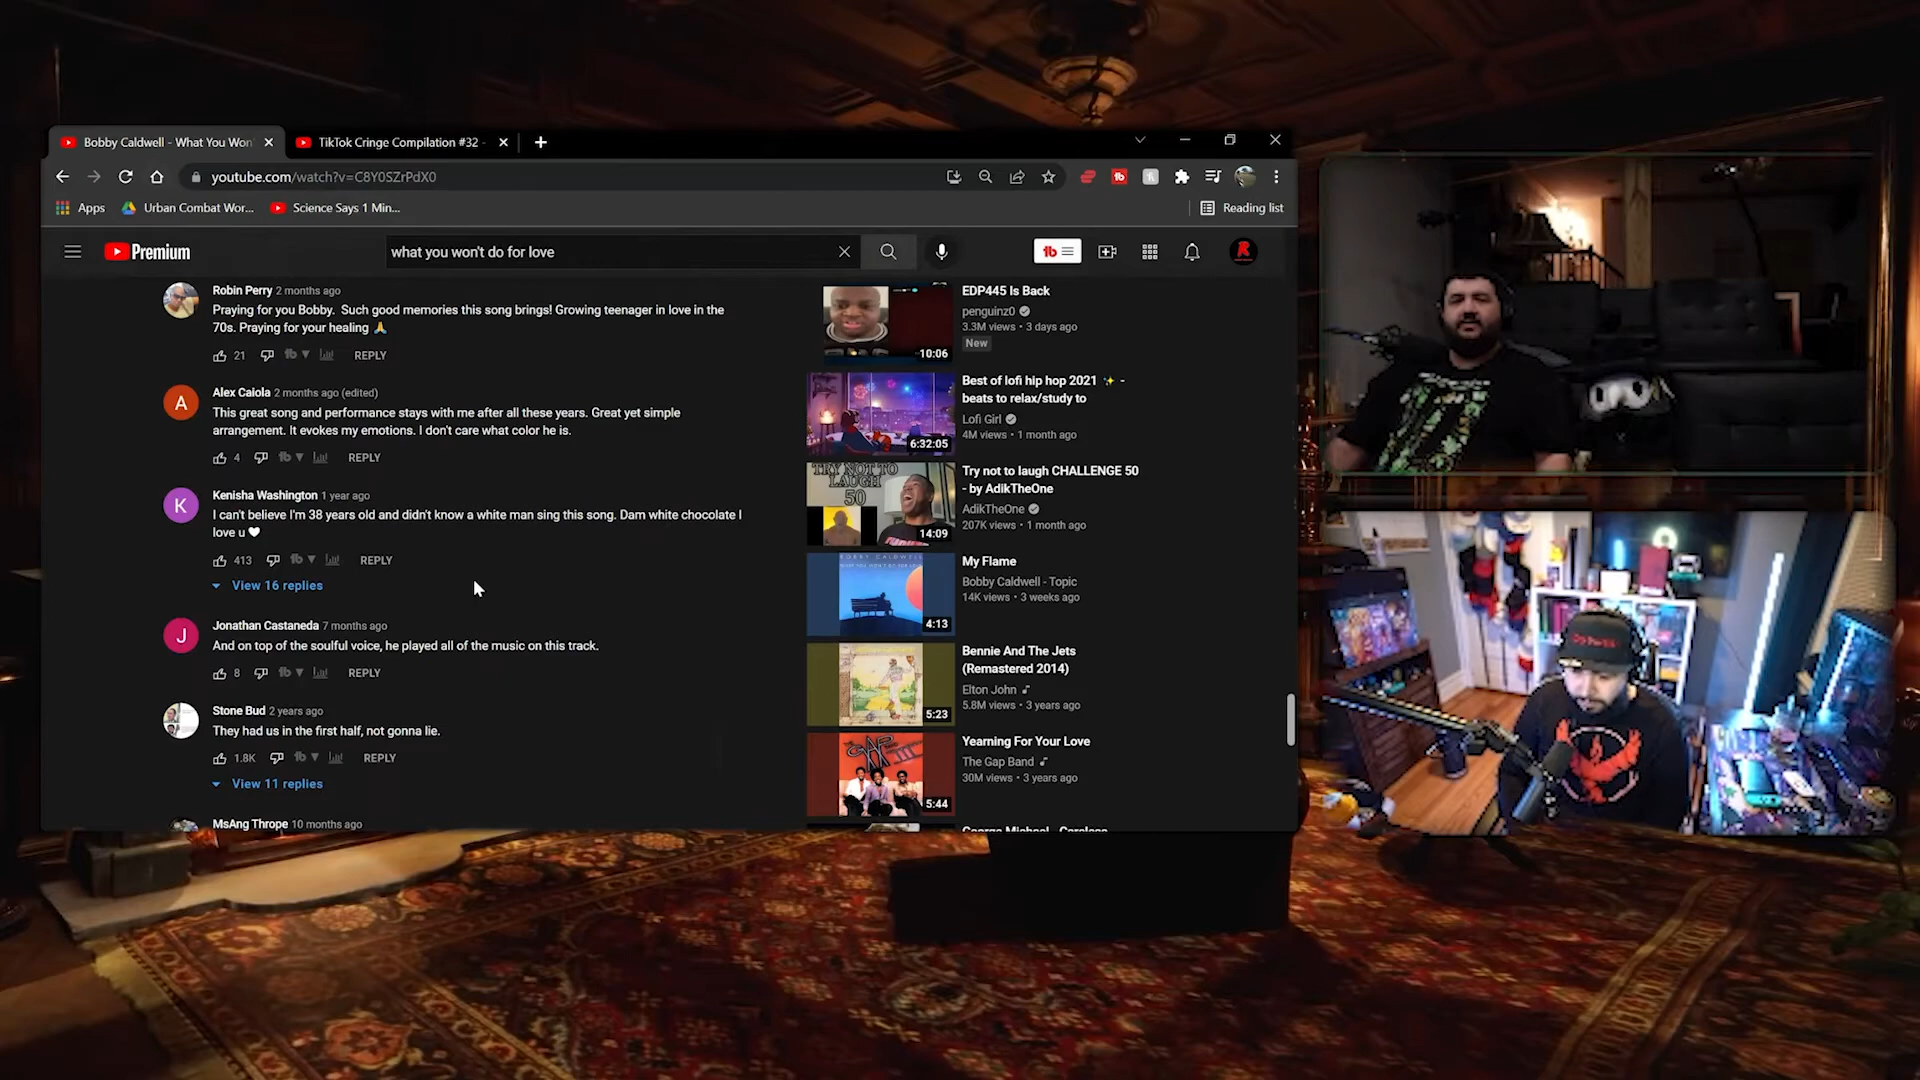 Bobby Caldwell - What You Won
TikTok Cringe Compilation #32 -
youtube.com/watch?v=C8Y0SZrPdX0
Apps
Urban Combat Wor...
Science Says 1 Min...
Reading list
Premium
what you won't do for love
Robin Perry 2 months ago
Praying for you Bobby. Such good memories this song brings! Growing teenager in love in the
70s. Praying for your healing 🙏
21 REPLY
A
Alex Caiola 2 months ago (edited)
This great song and performance stays with me after all these years. Great yet simple
arrangement. It evokes my emotions. I don't care what color he is.
4 REPLY
K
Kenisha Washington 1 year ago
I can't believe I'm 38 years old and didn't know a white man sing this song. Dam white chocolate I
love u 🤍
413 REPLY
View 16 replies
J
Jonathan Castaneda 7 months ago
And on top of the soulful voice, he played all of the music on this track.
8 REPLY
Stone Bud 2 years ago
They had us in the first half, not gonna lie.
1.8K REPLY
View 11 replies
MsAng Thrope 10 months ago
10:06
EDP445 Is Back
penguinz0
3.3M views • 3 days ago
New
6:32:05
Best of lofi hip hop 2021 ✨ -
beats to relax/study to
Lofi Girl
4M views • 1 month ago
TRY NOT TO
LAUGH
50
14:09
Try not to laugh CHALLENGE 50
- by AdikTheOne
AdikTheOne
207K views • 1 month ago
BOBBY CALDWELL
4:13
My Flame
Bobby Caldwell - Topic
14K views • 3 weeks ago
5:23
Bennie And The Jets
(Remastered 2014)
Elton John
5.8M views • 3 years ago
GAP
5:44
Yearning For Your Love
The Gap Band
30M views • 3 years ago
George Michael - Careless